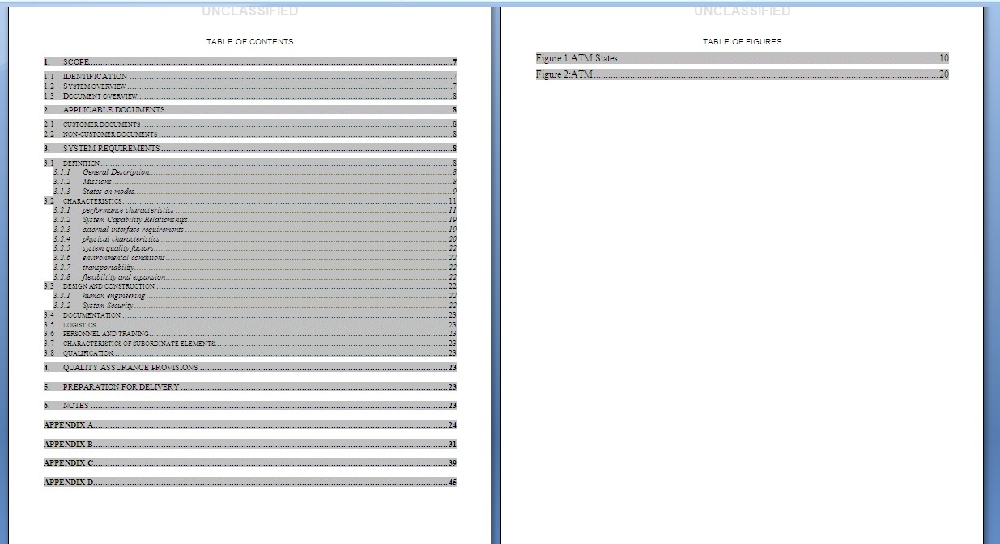 UNCLASSIFIED
TABLE OF CONTENTS
1. SCOPE 7
1.1 IDENTIFICATION 7
1.2 SYSTEM OVERVIEW 7
1.3 DOCUMENT OVERVIEW 8
2. APPLICABLE DOCUMENTS 8
2.1 CUSTOMER DOCUMENTS 8
2.2 NON-CUSTOMER DOCUMENTS 8
3. SYSTEM REQUIREMENTS 8
3.1 DEFINITION 8
3.1.1 General Description 8
3.1.2 Missions 8
3.1.3 States en modes 9
3.2 CHARACTERISTICS 11
3.2.1 performance characteristics 11
3.2.2 System Capability Relationships 19
3.2.3 external interface requirements 19
3.2.4 physical characteristics 20
3.2.5 system quality factors 22
3.2.6 environmental conditions 22
3.2.7 transportability 22
3.2.8 flexibiltity and expansion 22
3.3 DESIGN AND CONSTRUCTION 22
3.3.1 human engineering 22
3.3.2 System Security 22
3.4 DOCUMENTATION 23
3.5 LOGISTICS 23
3.6 PERSONNEL AND TRAINING 23
3.7 CHARACTERISTICS OF SUBORDINATE ELEMENTS 23
3.8 QUALIFICATION 23
4. QUALITY ASSURANCE PROVISIONS 23
5. PREPARATION FOR DELIVERY 23
6. NOTES 23
APPENDIX A 24
APPENDIX B 31
APPENDIX C 39
APPENDIX D 45
UNCLASSIFIED
TABLE OF FIGURES
Figure 1:ATM States 10
Figure 2:ATM 20